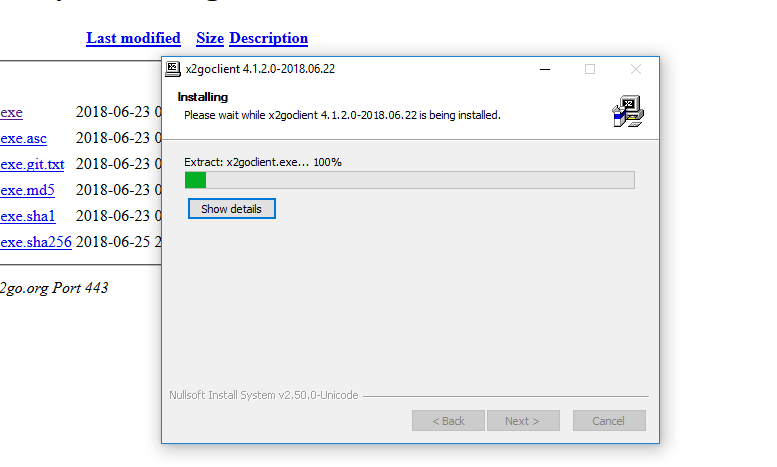 Last modified Size Description
x2goclient 4.1.2.0-2018.06.22
Installing
Please wait while x2goclient 4.1.2.0-2018.06.22 is being installed.
exe 2018-06-23 0
exe.asc 2018-06-23 0
exe.git.txt 2018-06-23 0
exe.md5 2018-06-23 0
exe.sha1 2018-06-23 0
exe.sha256 2018-06-25 2
2go.org Port 443
Extract: x2goclient.exe... 100%
Show details
Nullsoft Install System v2.50.0-Unicode
< Back
Next >
Cancel